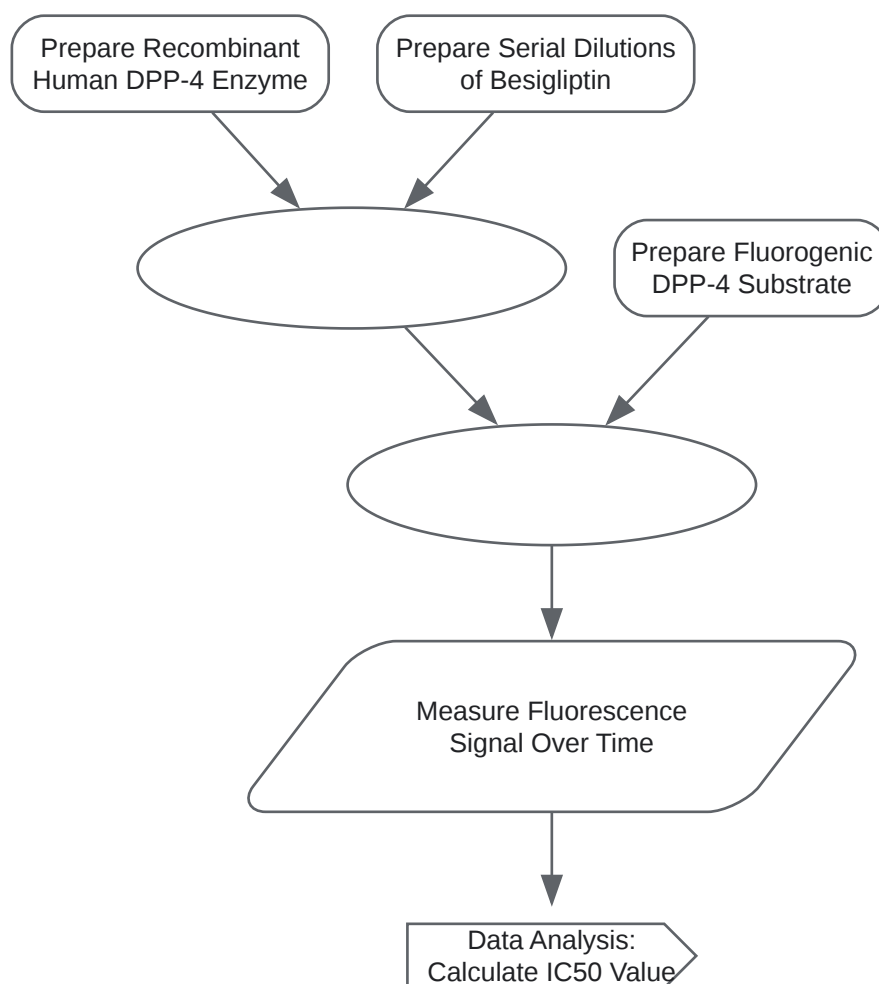 Prepare Recombinant
Human DPP-4 Enzyme
Prepare Serial Dilutions
of Besigliptin
Prepare Fluorogenic
DPP-4 Substrate
Measure Fluorescence
Signal Over Time
Data Analysis:
Calculate IC50 Value